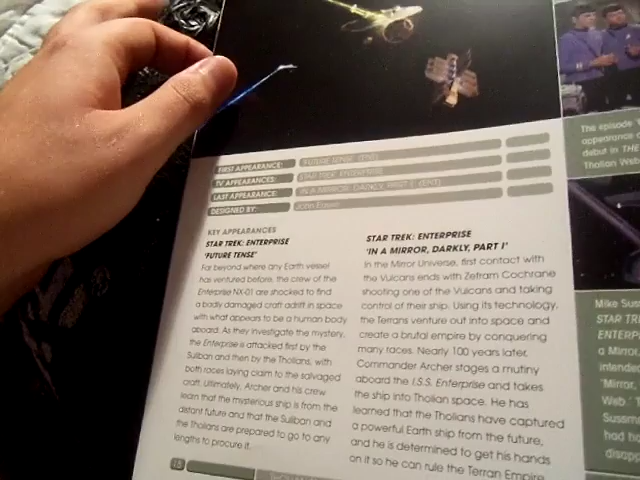 FIRST APPEARANCE: 'FUTURE TENSE' (ENT)
TV APPEARANCES: STAR TREK: ENTERPRISE
LAST APPEARANCE: 'IN A MIRROR, DARKLY, PART I' (ENT)
DESIGNED BY: John Eaves
KEY APPEARANCES
STAR TREK: ENTERPRISE
'FUTURE TENSE'
Far beyond where any Earth vessel
has ventured before, the crew of the
Enterprise NX-01 are shocked to find
a badly damaged craft adrift in space
with what appears to be a human body
aboard. As they investigate the mystery,
the Enterprise is attacked first by the
Suliban and then by the Tholians, with
both races laying claim to the salvaged
craft. Ultimately, Archer and his crew
learn that the mysterious ship is from the
distant future and that the Suliban and
the Tholians are prepared to go to any
lengths to procure it.
STAR TREK: ENTERPRISE
'IN A MIRROR, DARKLY, PART I'
In the Mirror Universe, first contact with
the Vulcans ends with Zefram Cochrane
shooting one of the Vulcans and taking
control of their ship. Using its technology,
the Terrans venture out into space and
create a brutal empire by conquering
many races. Nearly 100 years later,
Commander Archer stages a mutiny
aboard the I.S.S. Enterprise and takes
the ship into Tholian space. He has
learned that the Tholians have captured
a powerful Earth ship from the future,
and he is determined to get his hands
on it so he can rule the Terran Empire
The episode
appearance
debut in THE
Tholian Web
Mike Sus
STAR TR
ENTERP
a Mirror
intended
'Mirror,
Web.' T
Sussm
had h
disapp